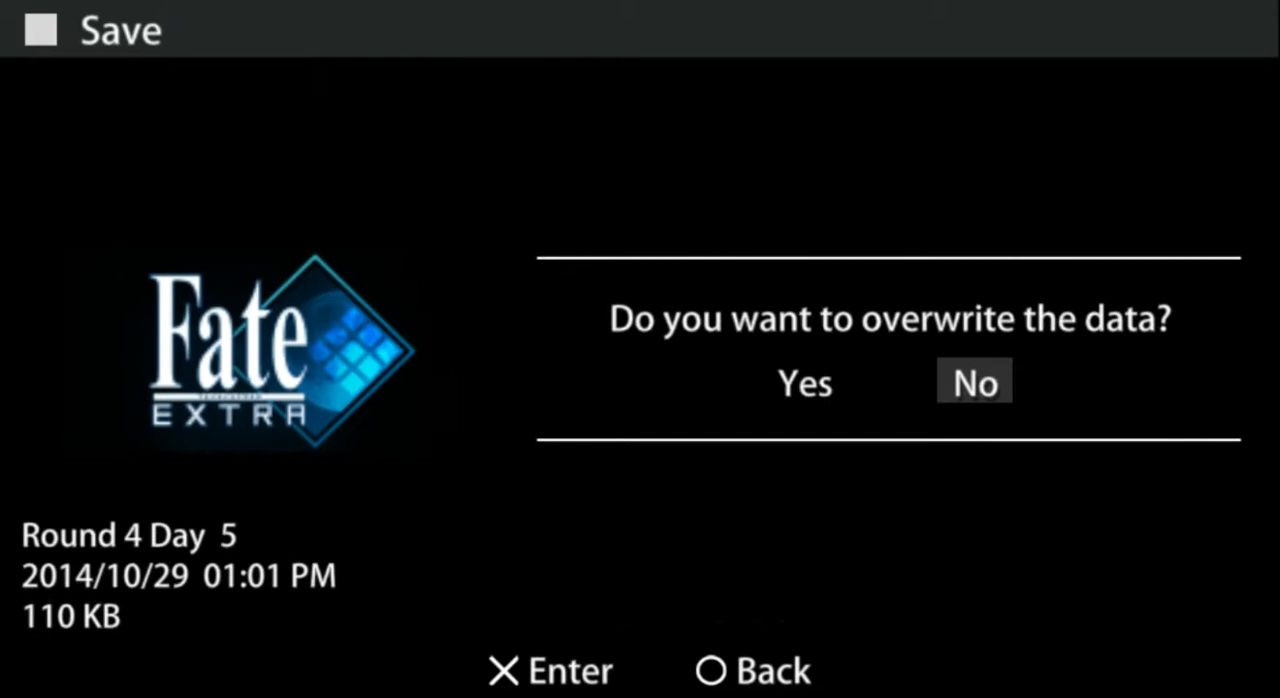 Save
Fate
EXTRA
Do you want to overwrite the data?
Yes No
Round 4 Day 5
2014/10/29 01:01 PM
110 KB
Enter Back